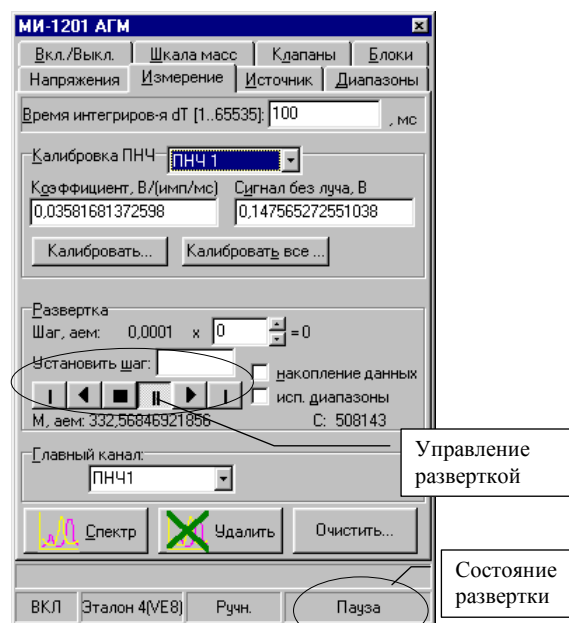 МИ-1201 АГМ
Вкл./Выкл. Шкала масс Клапаны Блоки
Напряжения Измерение Источник Диапазоны
Время интегриров-я dT [1..65535]: 100 , мс
Калибровка ПНЧ ПНЧ 1
Коэффициент, В/(имп/мс) Сигнал без луча, В
0,03581681372598 0,147565272551038
Калибровать... Калибровать все ...
Развертка
Шаг, аем: 0,0001 x 0 = 0
Установить шаг:
накопление данных
исп. диапазоны
М, аем: 332,56846921856 С: 508143
Управление
разверткой
Главный канал:
ПНЧ1
Спектр Удалить Очистить...
Состояние
развертки
ВКЛ Эталон 4(VE8) Ручн. Пауза